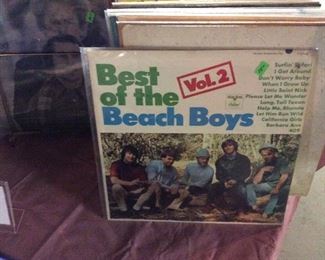 Best
of the
Beach Boys
Vol. 2
Surfin' Safari
I Get Around
Don't Worry Baby
When I Grow Up
Little Saint Nick
Please Let Me Wonder
Long, Tall Texan
Help Me, Rhonda
Let Him Run Wild
California Girls
Barbara Ann
409